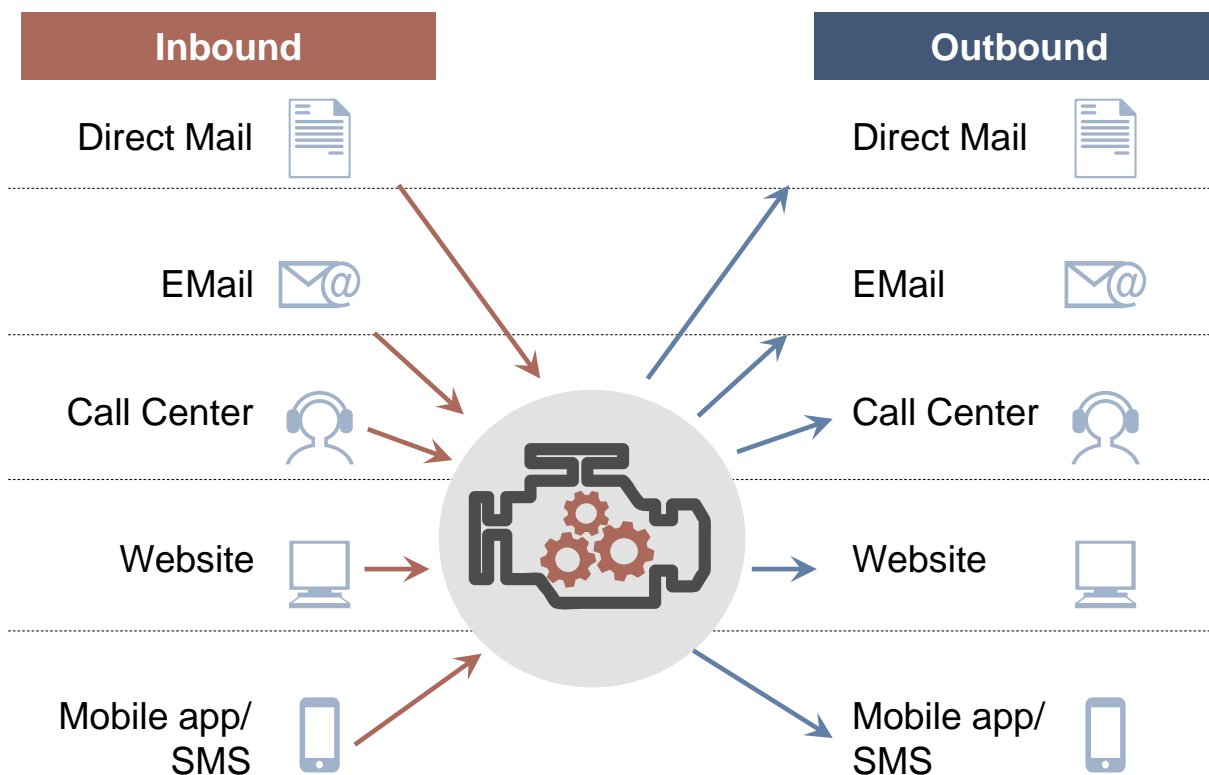 Inbound
Outbound
Direct Mail
Direct Mail
EMail
EMail
Call Center
Call Center
Website
Website
Mobile app/
SMS
Mobile app/
SMS